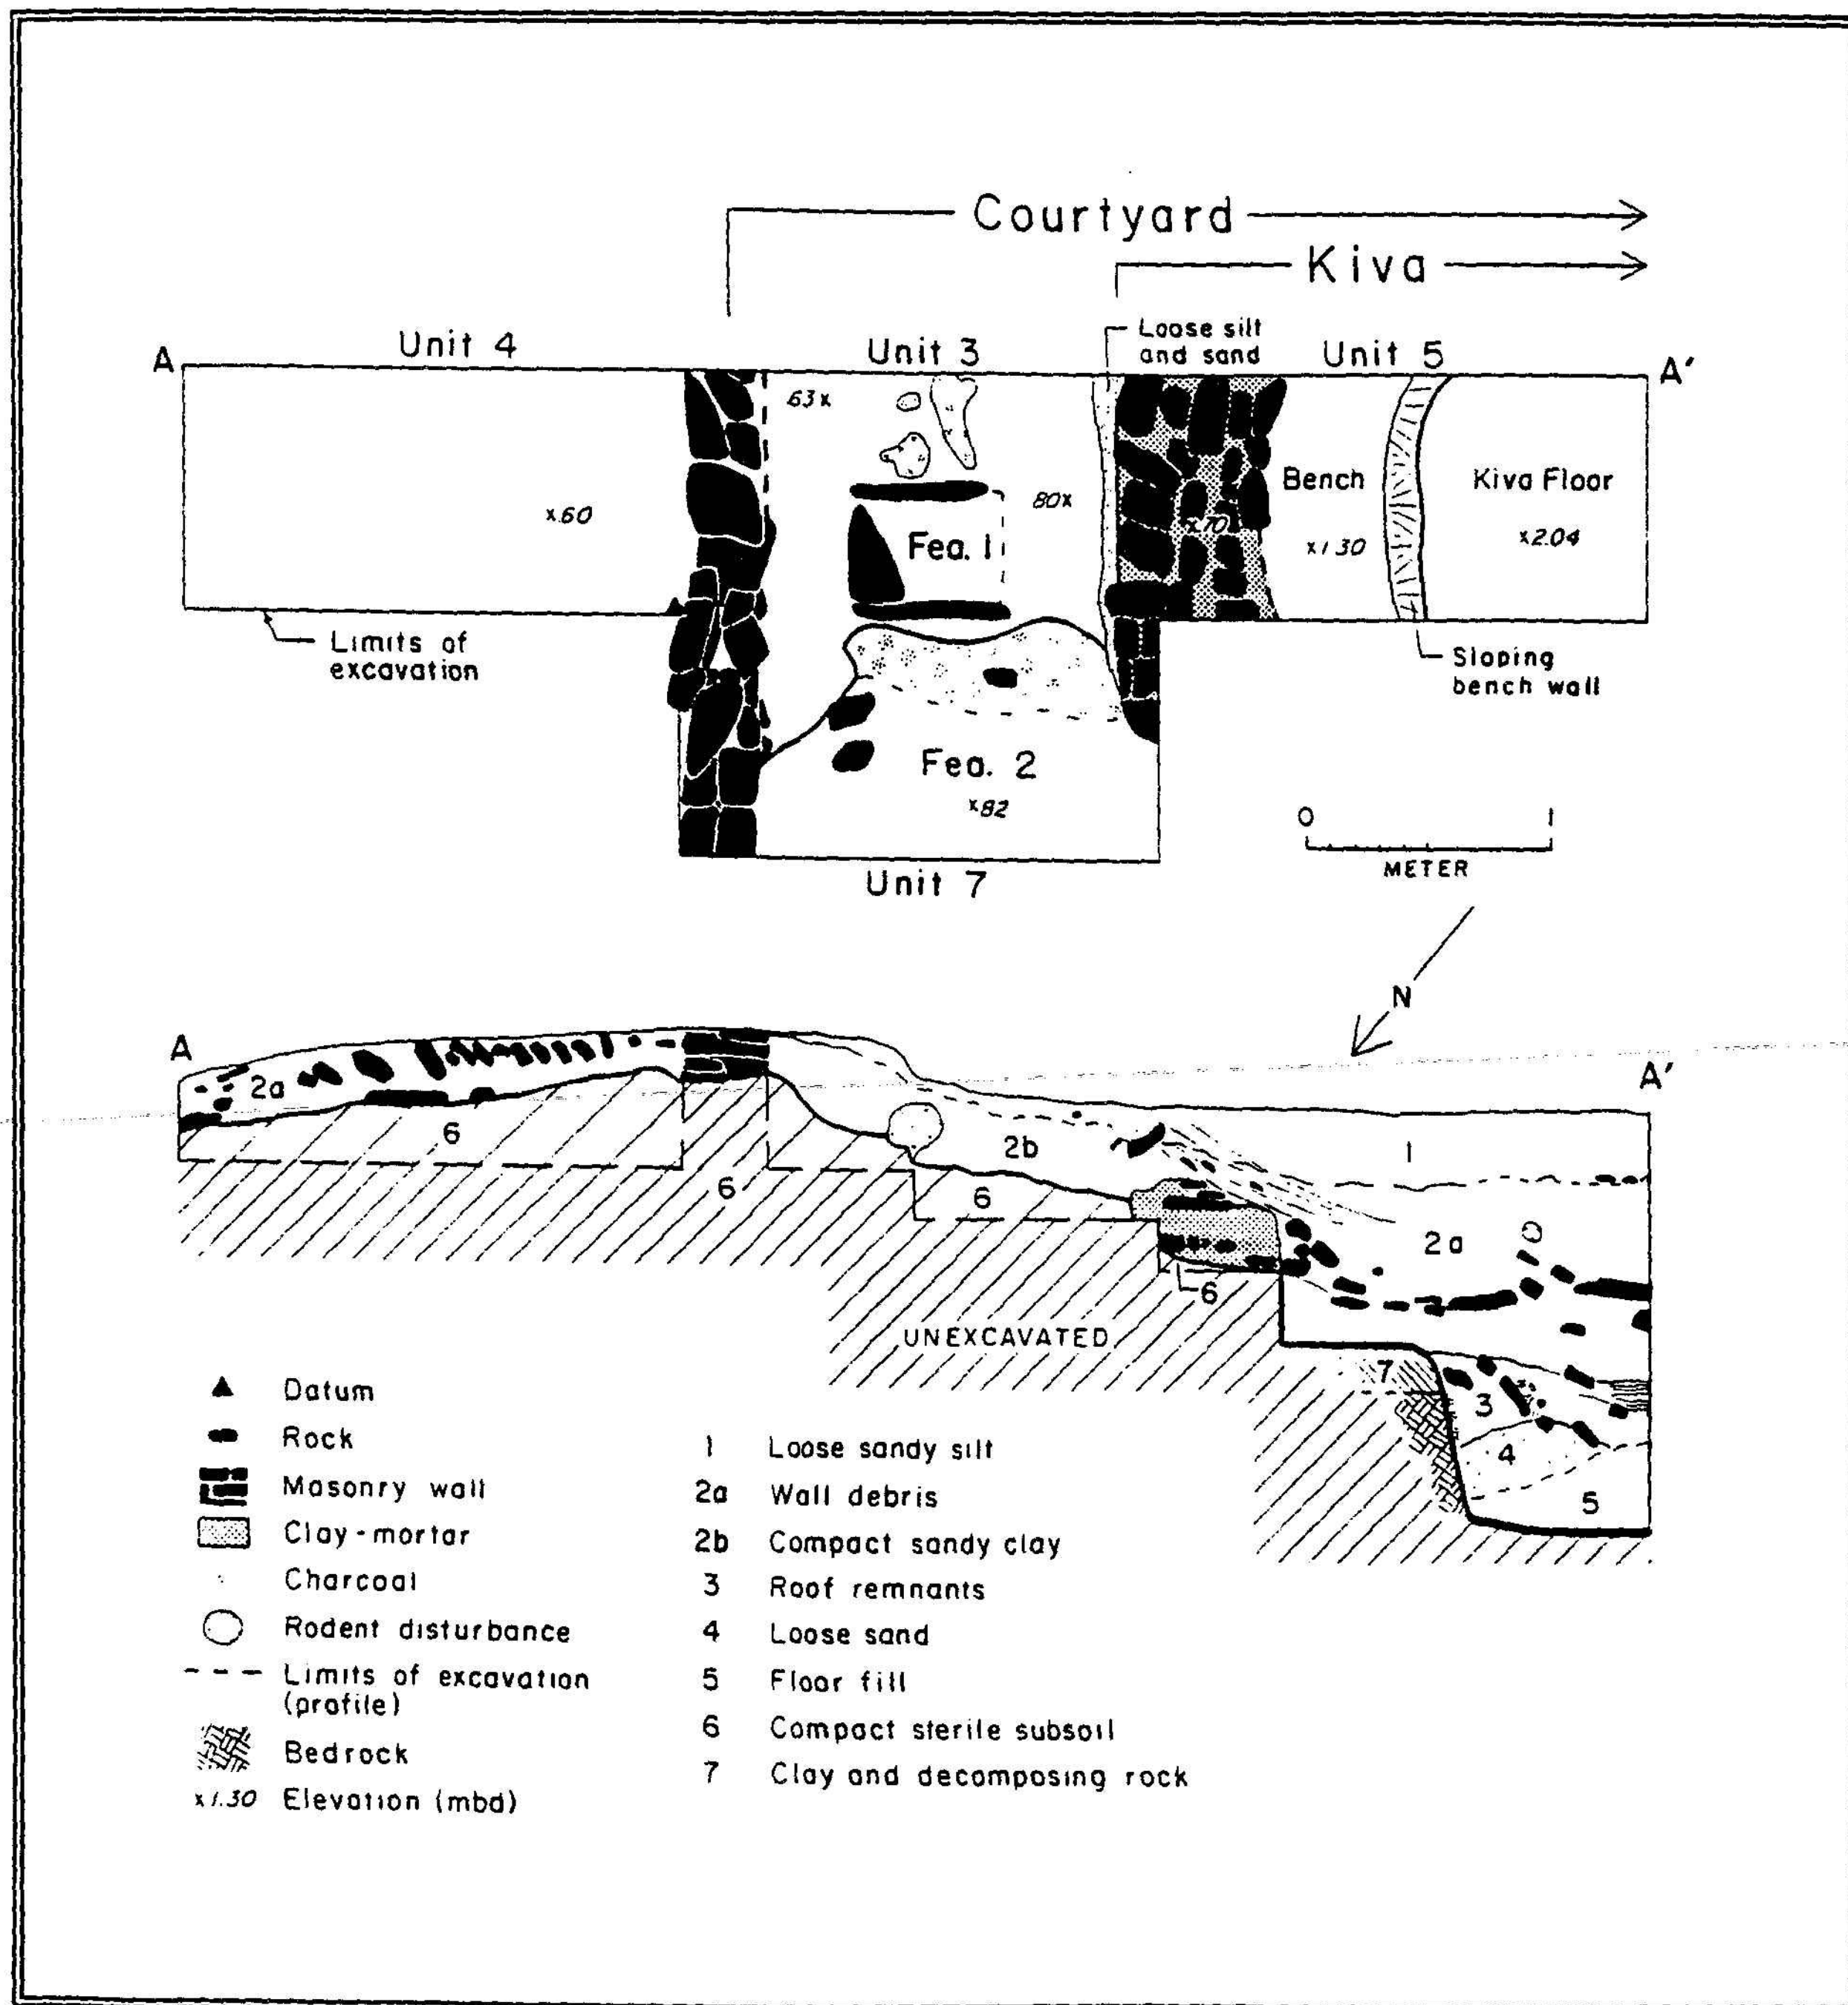 Courtyard
Kiva
Loose silt
and sand
Unit 4
Unit 3
Unit 5
A
A'
.63x
x.60
80x
Fea. 1
x.70
Bench
x1.30
Kiva Floor
x2.04
Limits of
excavation
Sloping
bench wall
Fea. 2
x82
Unit 7
0 1
METER
N
A
A'
2a
6
6
2b
6
1
2a
6
UNEXCAVATED
7
3
4
5
Datum
Rock
Masonry wall
Clay-mortar
Charcoal
Rodent disturbance
Limits of excavation
(profile)
Bedrock
x1.30 Elevation (mbd)
1 Loose sandy silt
2a Wall debris
2b Compact sandy clay
3 Roof remnants
4 Loose sand
5 Floor fill
6 Compact sterile subsoil
7 Clay and decomposing rock